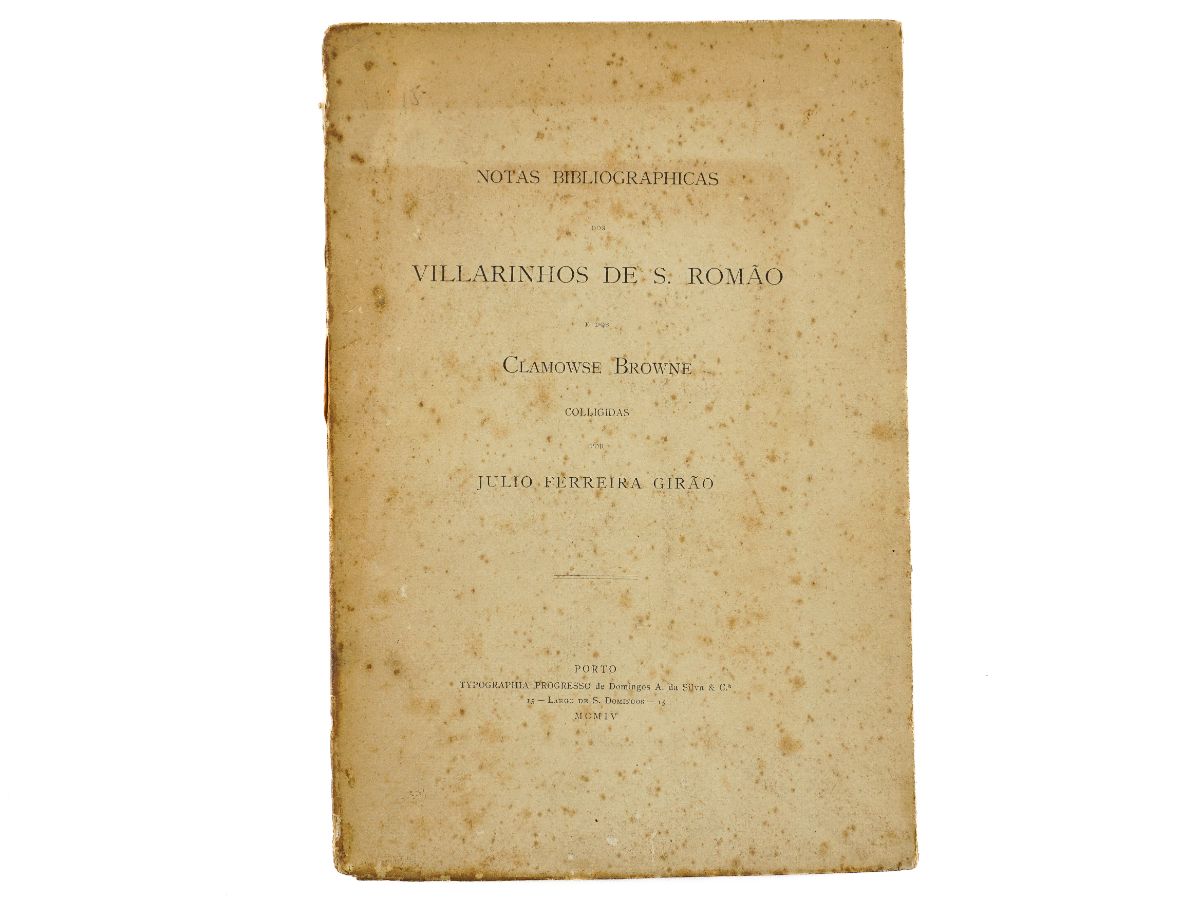 15
NOTAS BIBLIOGRAPHICAS
DOS
VILLARINHOS DE S. ROMÃO
E DOS
CLAMOWSE BROWNE
COLLIGIDAS
POR
JULIO FERREIRA GIRÃO
PORTO
TYPOGRAPHIA PROGRESSO de Domingos A. da Silva & C.ª
15 — LARGO DE S. DOMINGOS — 15
MCMIV